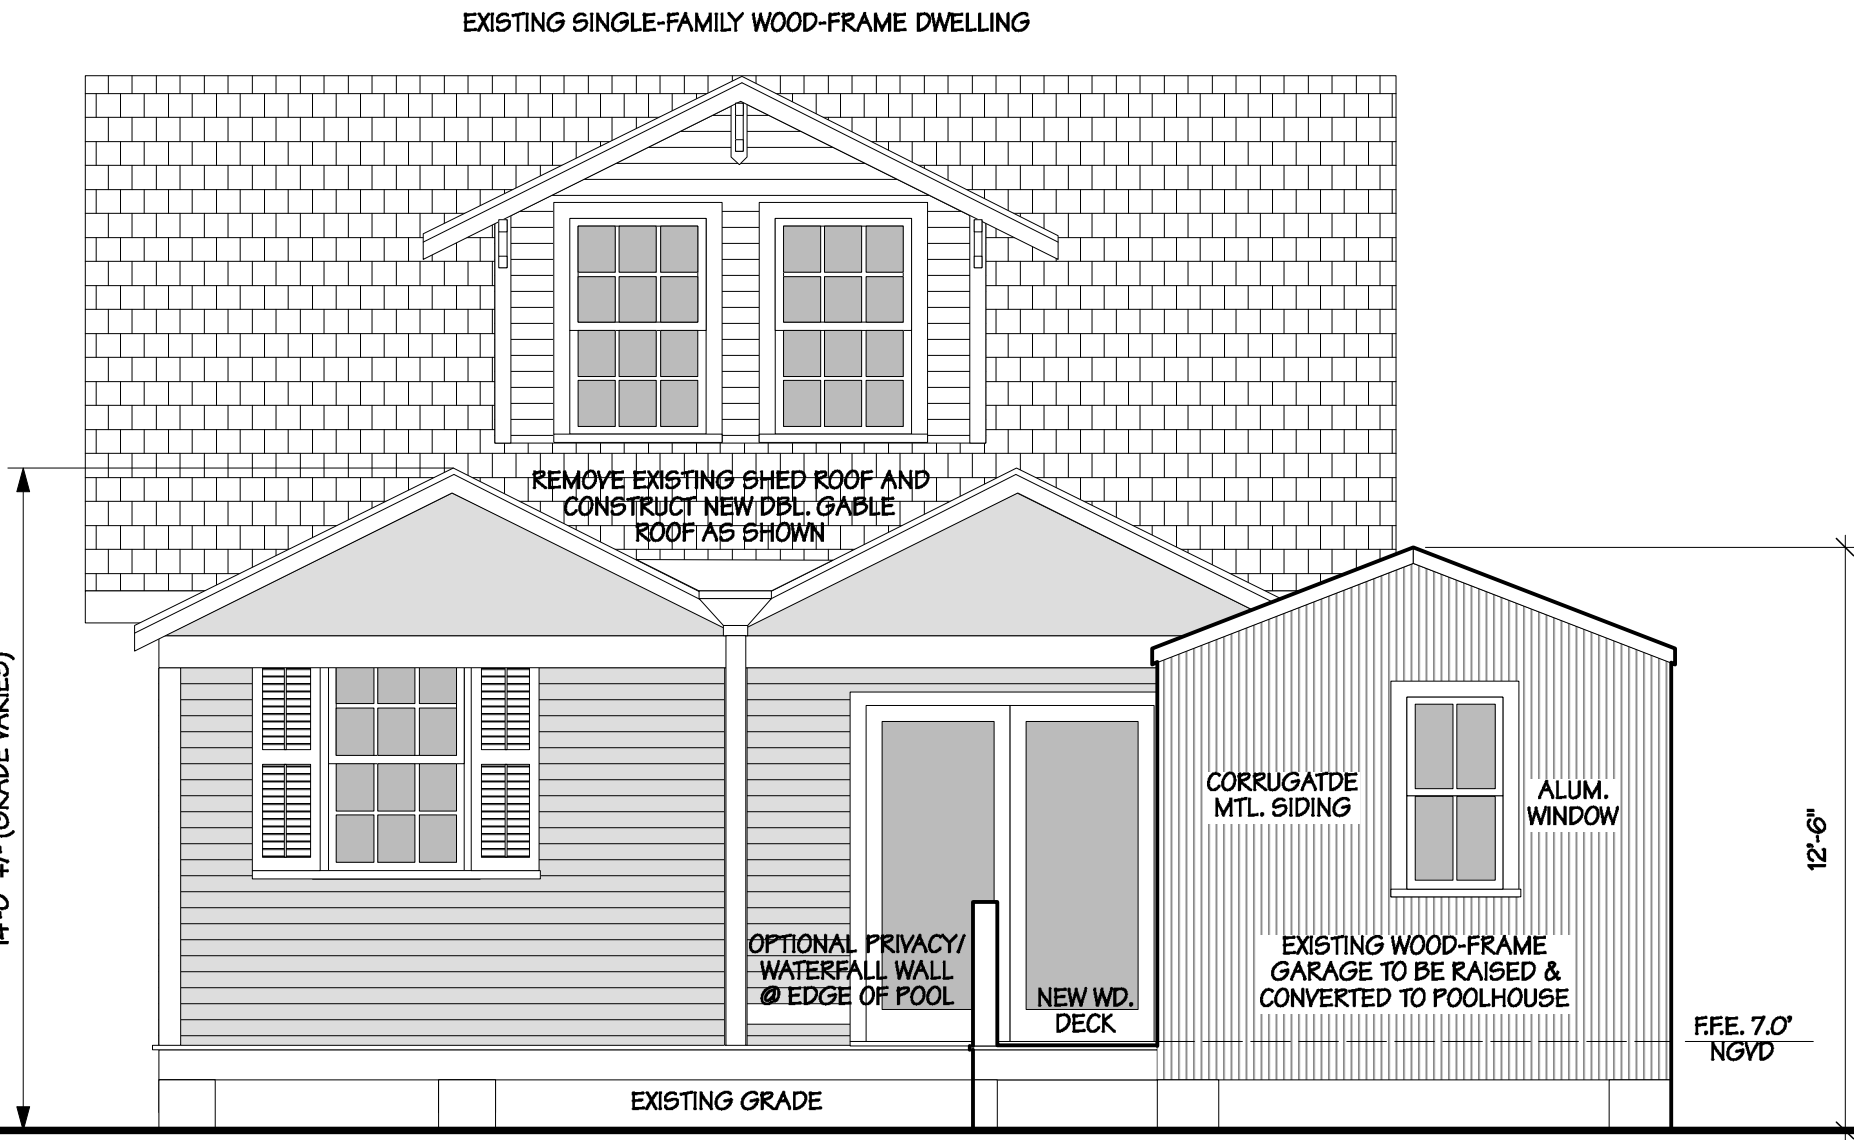 EXISTING SINGLE-FAMILY WOOD-FRAME DWELLING
REMOVE EXISTING SHED ROOF AND
CONSTRUCT NEW DBL. GABLE
ROOF AS SHOWN
(GRADE VARIES)
CORRUGATDE
MTL. SIDING
ALUM.
WINDOW
12'-6"
OPTIONAL PRIVACY/
WATERFALL WALL
@ EDGE OF POOL
NEW WD.
DECK
EXISTING WOOD-FRAME
GARAGE TO BE RAISED &
CONVERTED TO POOLHOUSE
F.F.E. 7.0'
NGVD
EXISTING GRADE